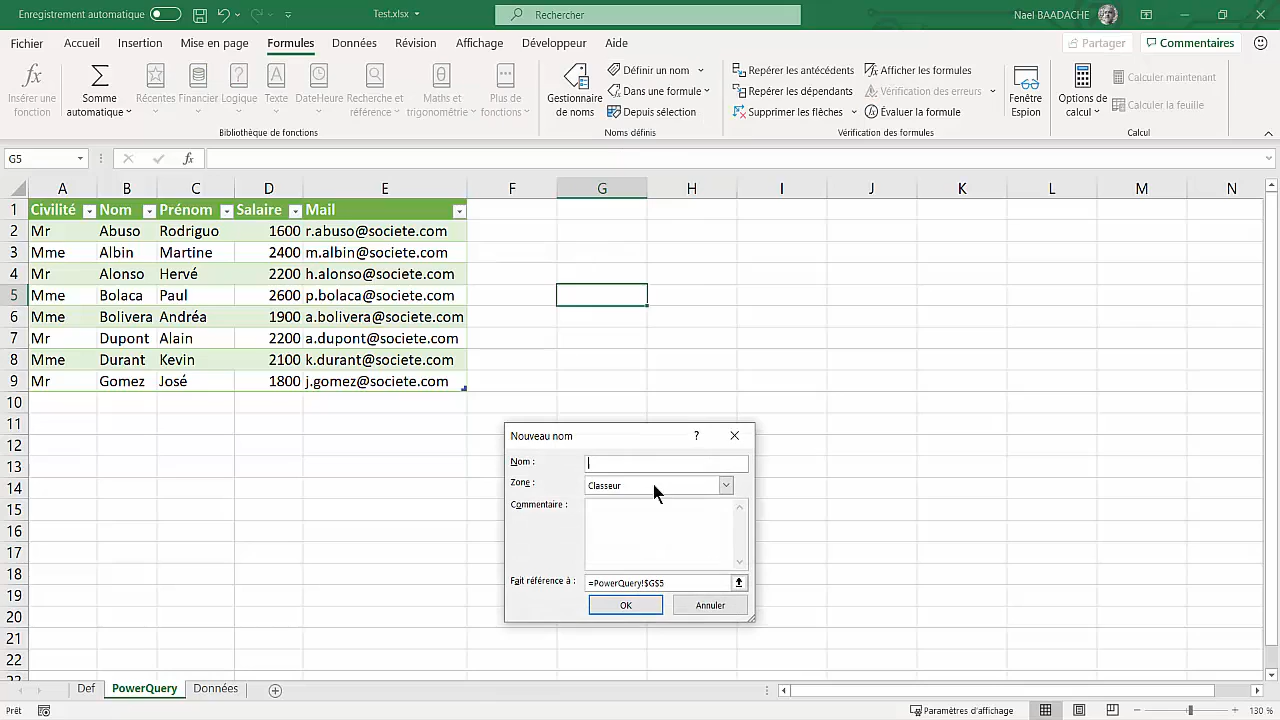 Enregistrement automatique
Test.xlsx
Rechercher
Nael BAADACHE
Fichier Accueil Insertion Mise en page Formules Données Révision Affichage Développeur Aide
Partager Commentaires
Insérer une fonction
Somme automatique
Récentes
Financier
Logique
Texte
DateHeure
Recherche et référence
Maths et trigonométrie
Plus de fonctions
Bibliothèque de fonctions
Gestionnaire de noms
Définir un nom
Dans une formule
Depuis sélection
Noms définis
Repérer les antécédents
Repérer les dépendants
Supprimer les flèches
Afficher les formules
Vérification des erreurs
Évaluer la formule
Vérification des formules
Fenêtre Espion
Options de calcul
Calculer maintenant
Calculer la feuille
Calcul
G5
fx
A B C D E F G H I J K L M N
1 Civilité Nom Prénom Salaire Mail
2 Mr Abuso Rodriguo 1600 r.abuso@societe.com
3 Mme Albin Martine 2400 m.albin@societe.com
4 Mr Alonso Hervé 2200 h.alonso@societe.com
5 Mme Bolaca Paul 2600 p.bolaca@societe.com
6 Mme Bolivera Andréa 1900 a.bolivera@societe.com
7 Mr Dupont Alain 2200 a.dupont@societe.com
8 Mme Durant Kevin 2100 k.durant@societe.com
9 Mr Gomez José 1800 j.gomez@societe.com
10
11
12
13
14
15
16
17
18
19
20
21
22
Nouveau nom ?
Nom :
Zone : Classeur
Commentaire :
Fait référence à : =PowerQuery!$G$5
OK Annuler
Def PowerQuery Données
Prêt
Paramètres d'affichage
130 %